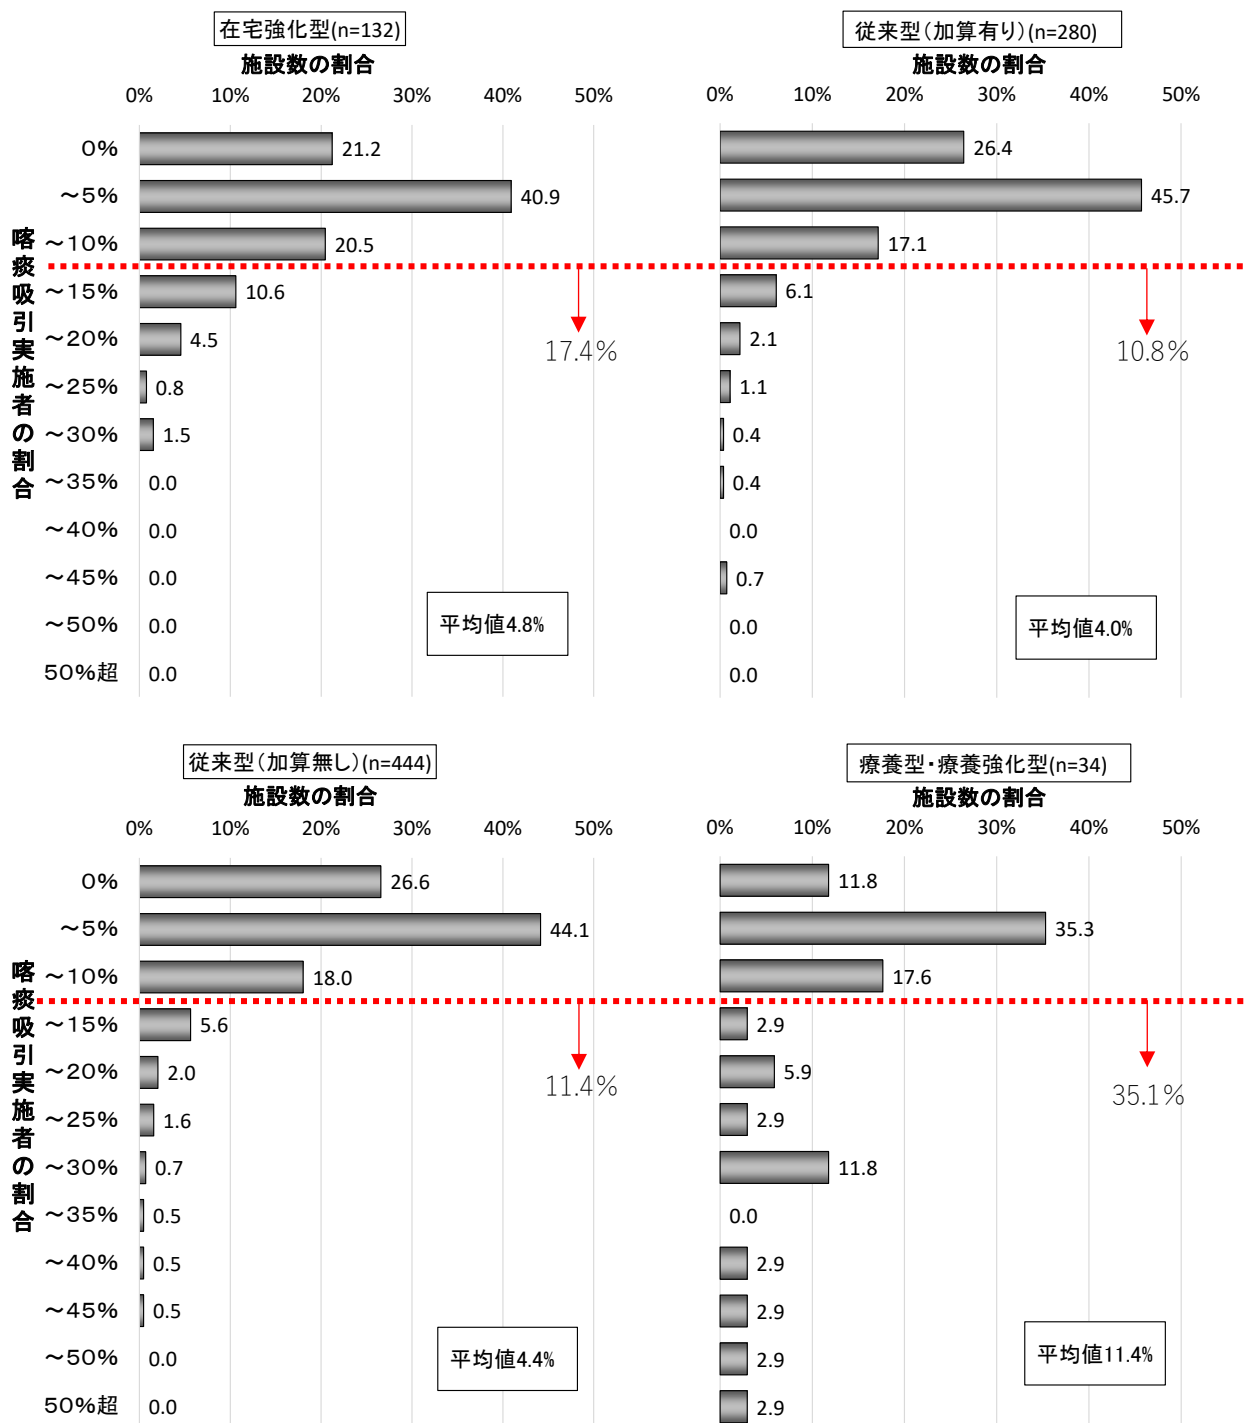 在宅強化型(n=132)
施設数の割合
0% 10% 20% 30% 40% 50%
喀痰吸引実施者の割合
0% 21.2
～5% 40.9
～10% 20.5
～15% 10.6
～20% 4.5
～25% 0.8
～30% 1.5
～35% 0.0
～40% 0.0
～45% 0.0
～50% 0.0
50%超 0.0
17.4%
平均値4.8%
従来型（加算有り）(n=280)
施設数の割合
0% 10% 20% 30% 40% 50%
26.4
45.7
17.1
6.1
2.1
1.1
0.4
0.4
0.0
0.7
0.0
0.0
10.8%
平均値4.0%
従来型（加算無し）(n=444)
施設数の割合
0% 10% 20% 30% 40% 50%
喀痰吸引実施者の割合
0% 26.6
～5% 44.1
～10% 18.0
～15% 5.6
～20% 2.0
～25% 1.6
～30% 0.7
～35% 0.5
～40% 0.5
～45% 0.5
～50% 0.0
50%超 0.0
11.4%
平均値4.4%
療養型・療養強化型(n=34)
施設数の割合
0% 10% 20% 30% 40% 50%
11.8
35.3
17.6
2.9
5.9
2.9
11.8
0.0
2.9
2.9
2.9
2.9
35.1%
平均値11.4%